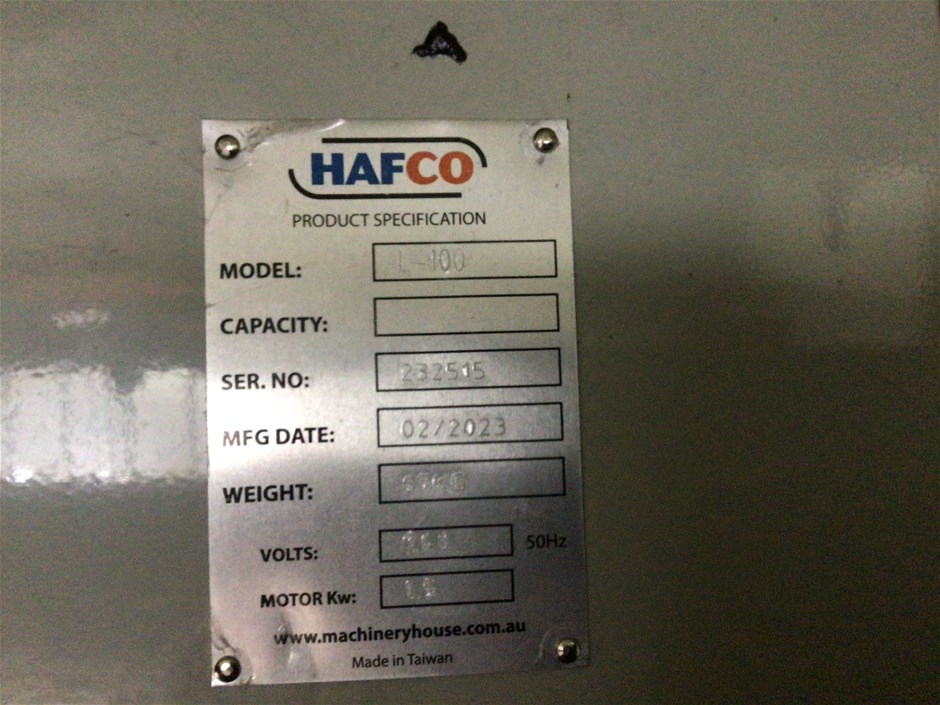 HAFCO
PRODUCT SPECIFICATION
MODEL: L-100
CAPACITY:
SER. NO: 232515
MFG DATE: 02/2023
WEIGHT:
VOLTS: 50Hz
MOTOR Kw:
www.machineryhouse.com.au
Made in Taiwan